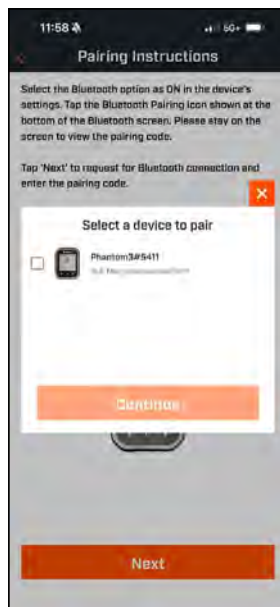 11:58
5G+
Pairing Instructions
Select the Bluetooth option as ON in the device's
settings. Tap the Bluetooth Pairing icon shown at the
bottom of the Bluetooth screen. Please stay on the
screen to view the pairing code.
Tap 'Next' to request for Bluetooth connection and
enter the pairing code.
Select a device to pair
Phantom3#5411
Continue
Next